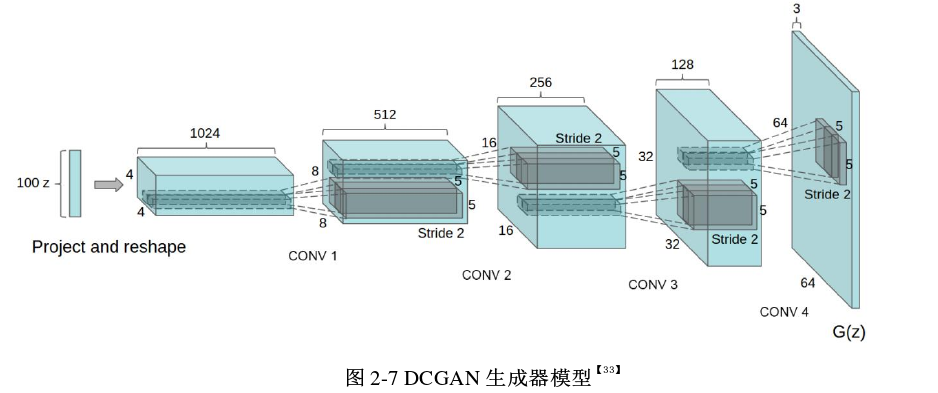 3
1024
512
256
128
64
5
5
Stride 2
100 z
4
4
8
5
5
8
Stride 2
16
Stride 2
5
5
16
32
5
5
Stride 2
32
64
Project and reshape
CONV 1
CONV 2
CONV 3
CONV 4
G(z)
图 2-7 DCGAN 生成器模型【33】